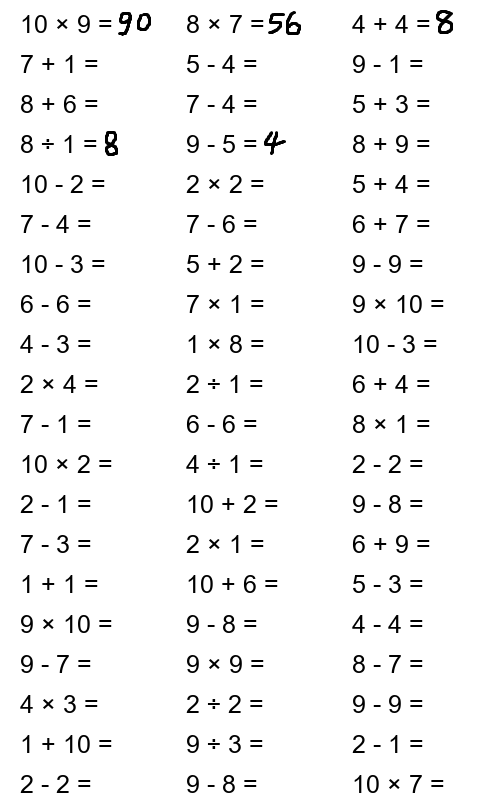 10 × 9 = 90 8 × 7 = 56 4 + 4 = 8
7 + 1 = 5 - 4 = 9 - 1 =
8 + 6 = 7 - 4 = 5 + 3 =
8 ÷ 1 = 8 9 - 5 = 4 8 + 9 =
10 - 2 = 2 × 2 = 5 + 4 =
7 - 4 = 7 - 6 = 6 + 7 =
10 - 3 = 5 + 2 = 9 - 9 =
6 - 6 = 7 × 1 = 9 × 10 =
4 - 3 = 1 × 8 = 10 - 3 =
2 × 4 = 2 ÷ 1 = 6 + 4 =
7 - 1 = 6 - 6 = 8 × 1 =
10 × 2 = 4 ÷ 1 = 2 - 2 =
2 - 1 = 10 + 2 = 9 - 8 =
7 - 3 = 2 × 1 = 6 + 9 =
1 + 1 = 10 + 6 = 5 - 3 =
9 × 10 = 9 - 8 = 4 - 4 =
9 - 7 = 9 × 9 = 8 - 7 =
4 × 3 = 2 ÷ 2 = 9 - 9 =
1 + 10 = 9 ÷ 3 = 2 - 1 =
2 - 2 = 9 - 8 = 10 × 7 =